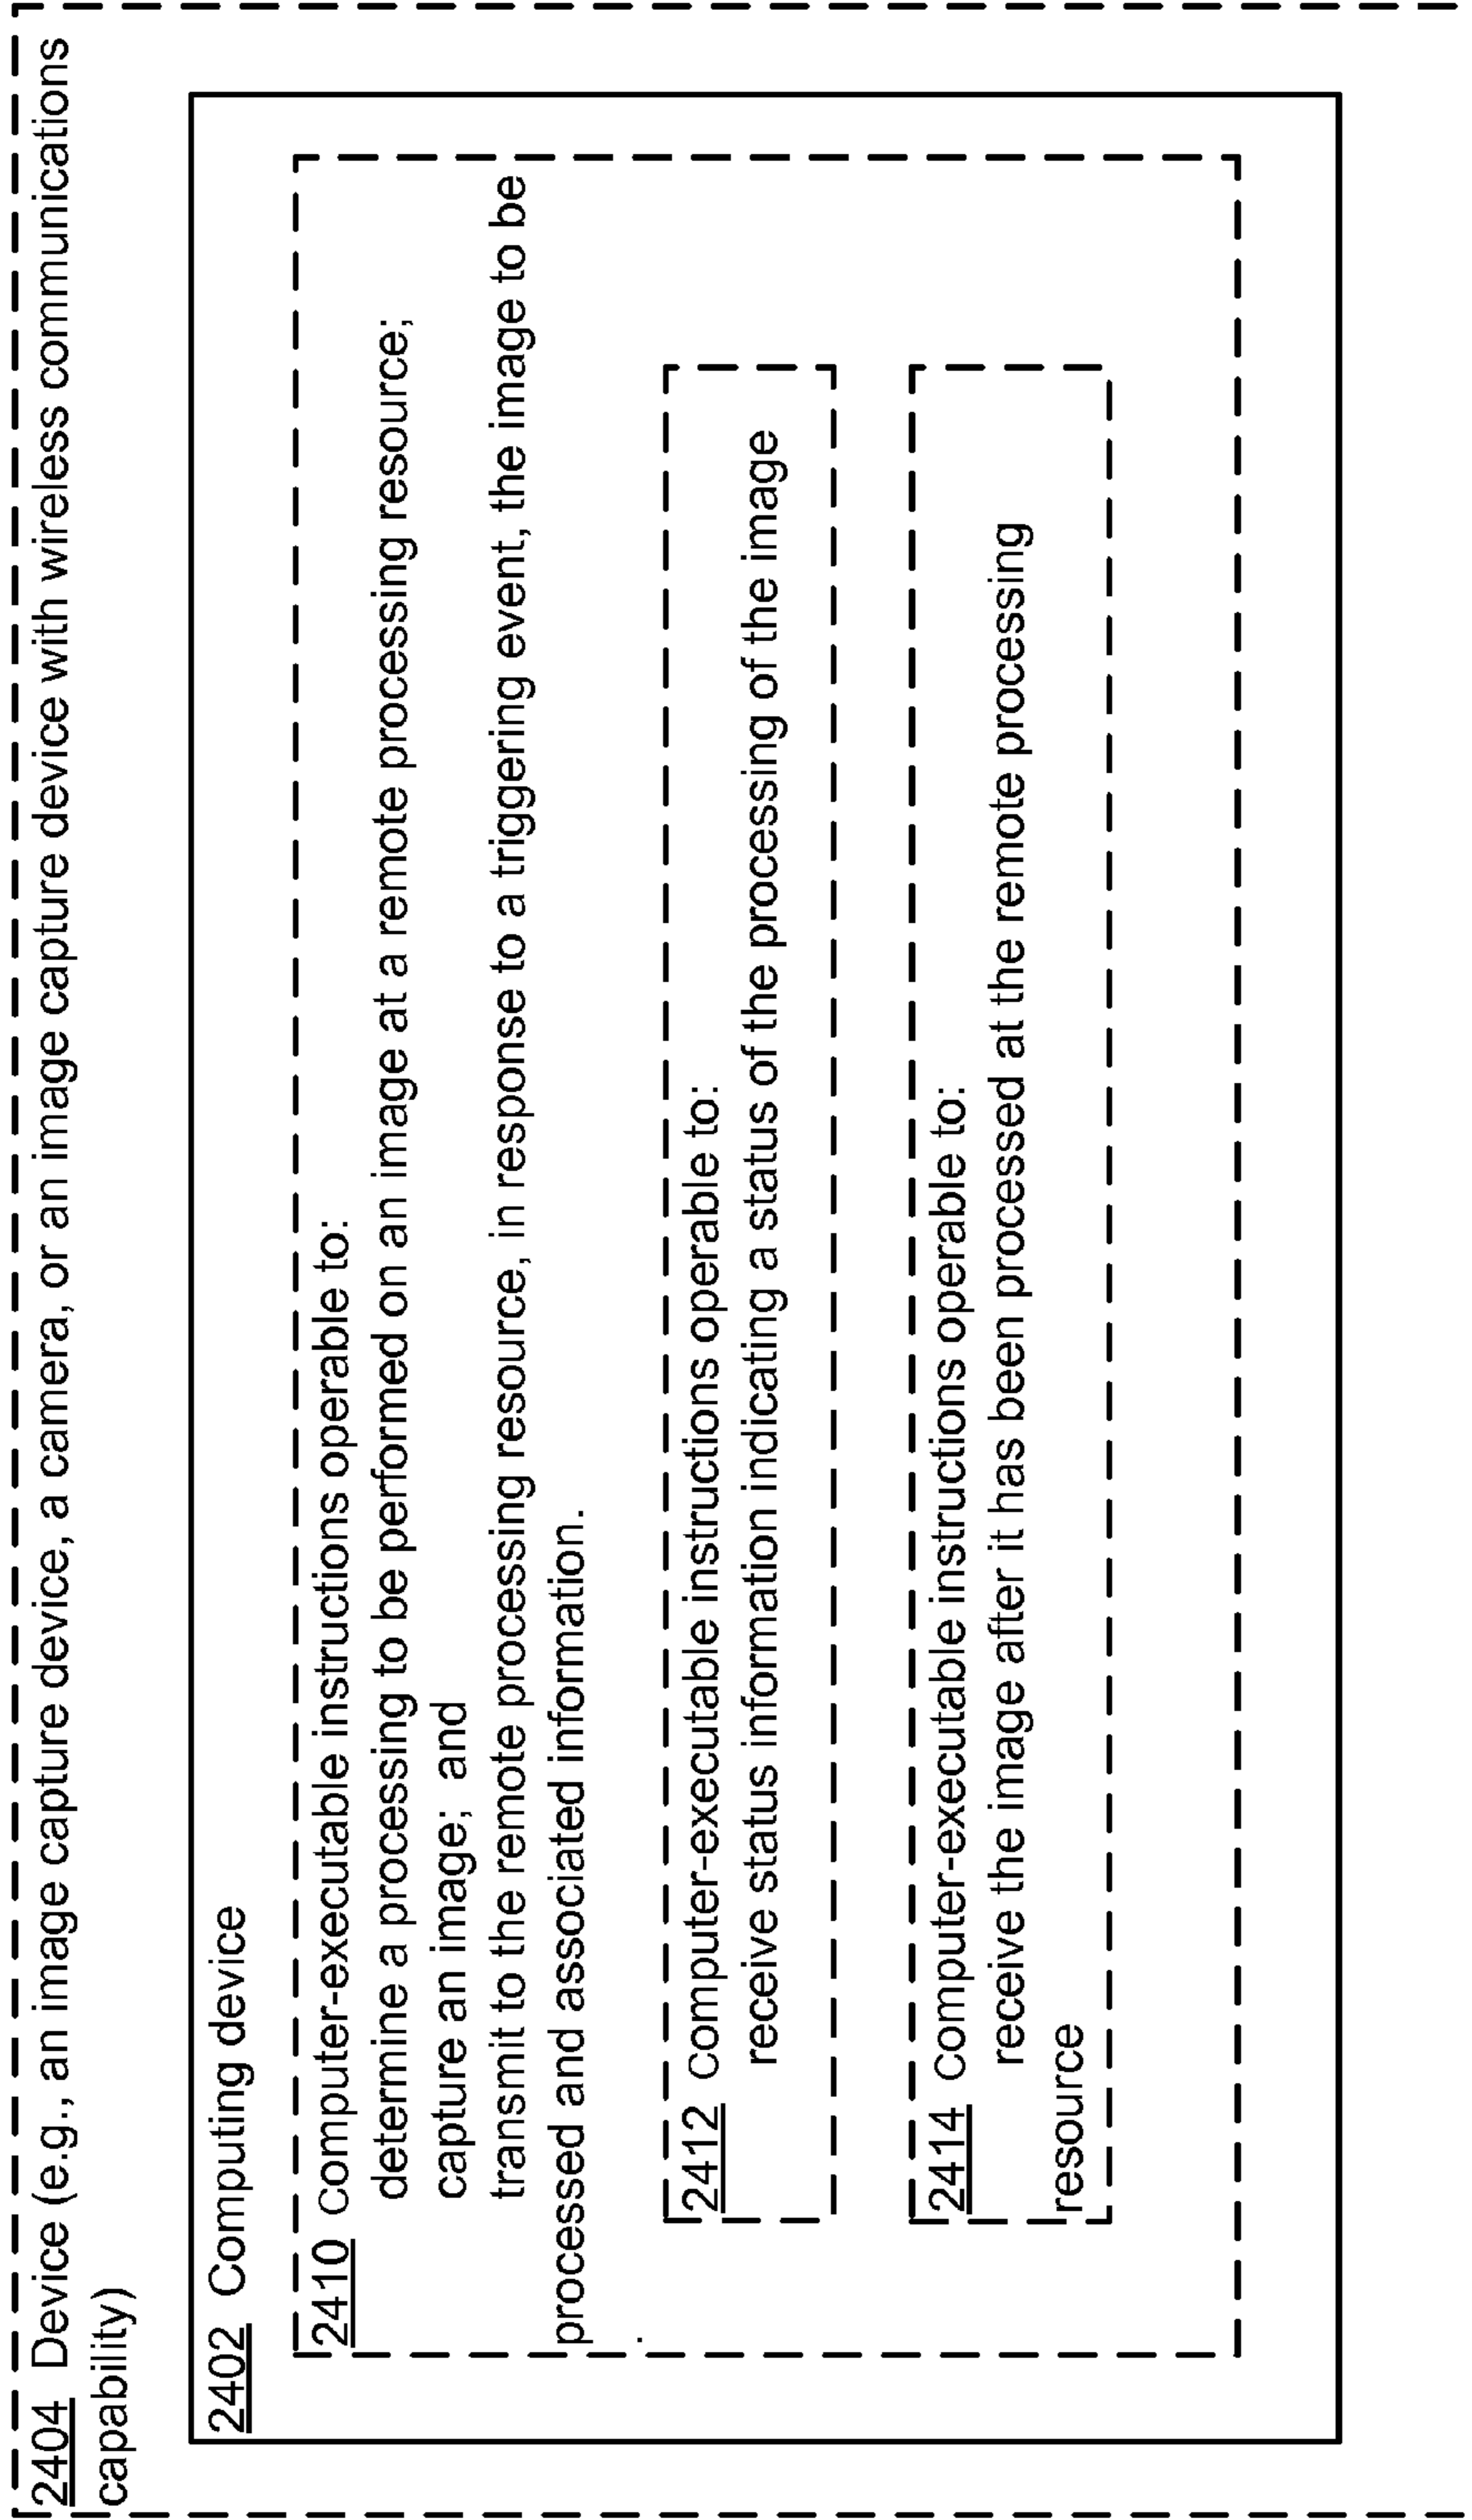 2404 Device (e.g., an image capture device, a camera, or an image capture device with wireless communications
capability)
2402 Computing device
2410 Computer-executable instructions operable to:
determine a processing to be performed on an image at a remote processing resource;
capture an image; and
transmit to the remote processing resource, in response to a triggering event, the image to be
processed and associated information.
.
2412 Computer-executable instructions operable to:
receive status information indicating a status of the processing of the image
2414 Computer-executable instructions operable to:
receive the image after it has been processed at the remote processing
resource